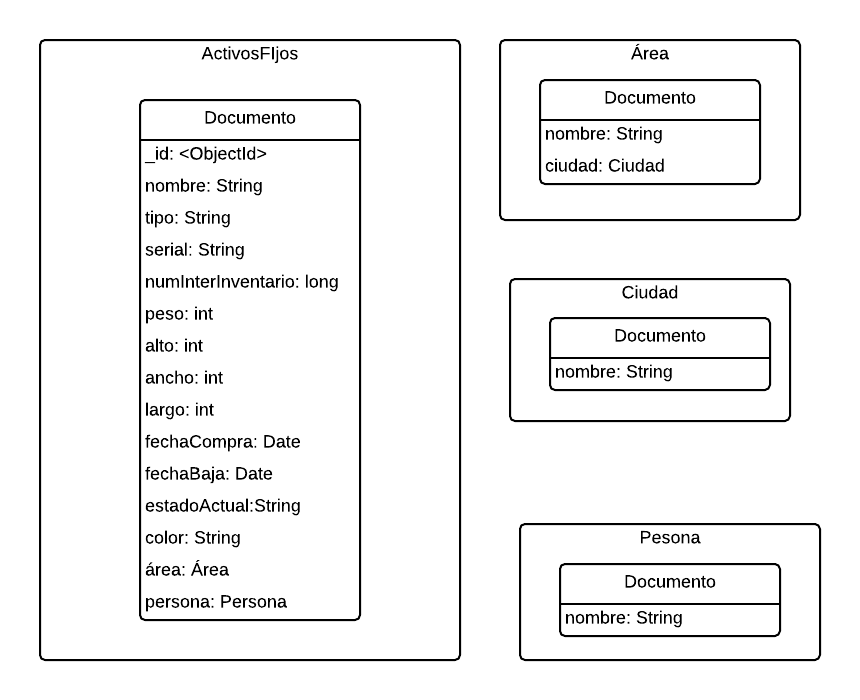 ActivosFIjos
Documento
_id: <ObjectId>
nombre: String
tipo: String
serial: String
numInterInventario: long
peso: int
alto: int
ancho: int
largo: int
fechaCompra: Date
fechaBaja: Date
estadoActual:String
color: String
área: Área
persona: Persona
Área
Documento
nombre: String
ciudad: Ciudad
Ciudad
Documento
nombre: String
Pesona
Documento
nombre: String